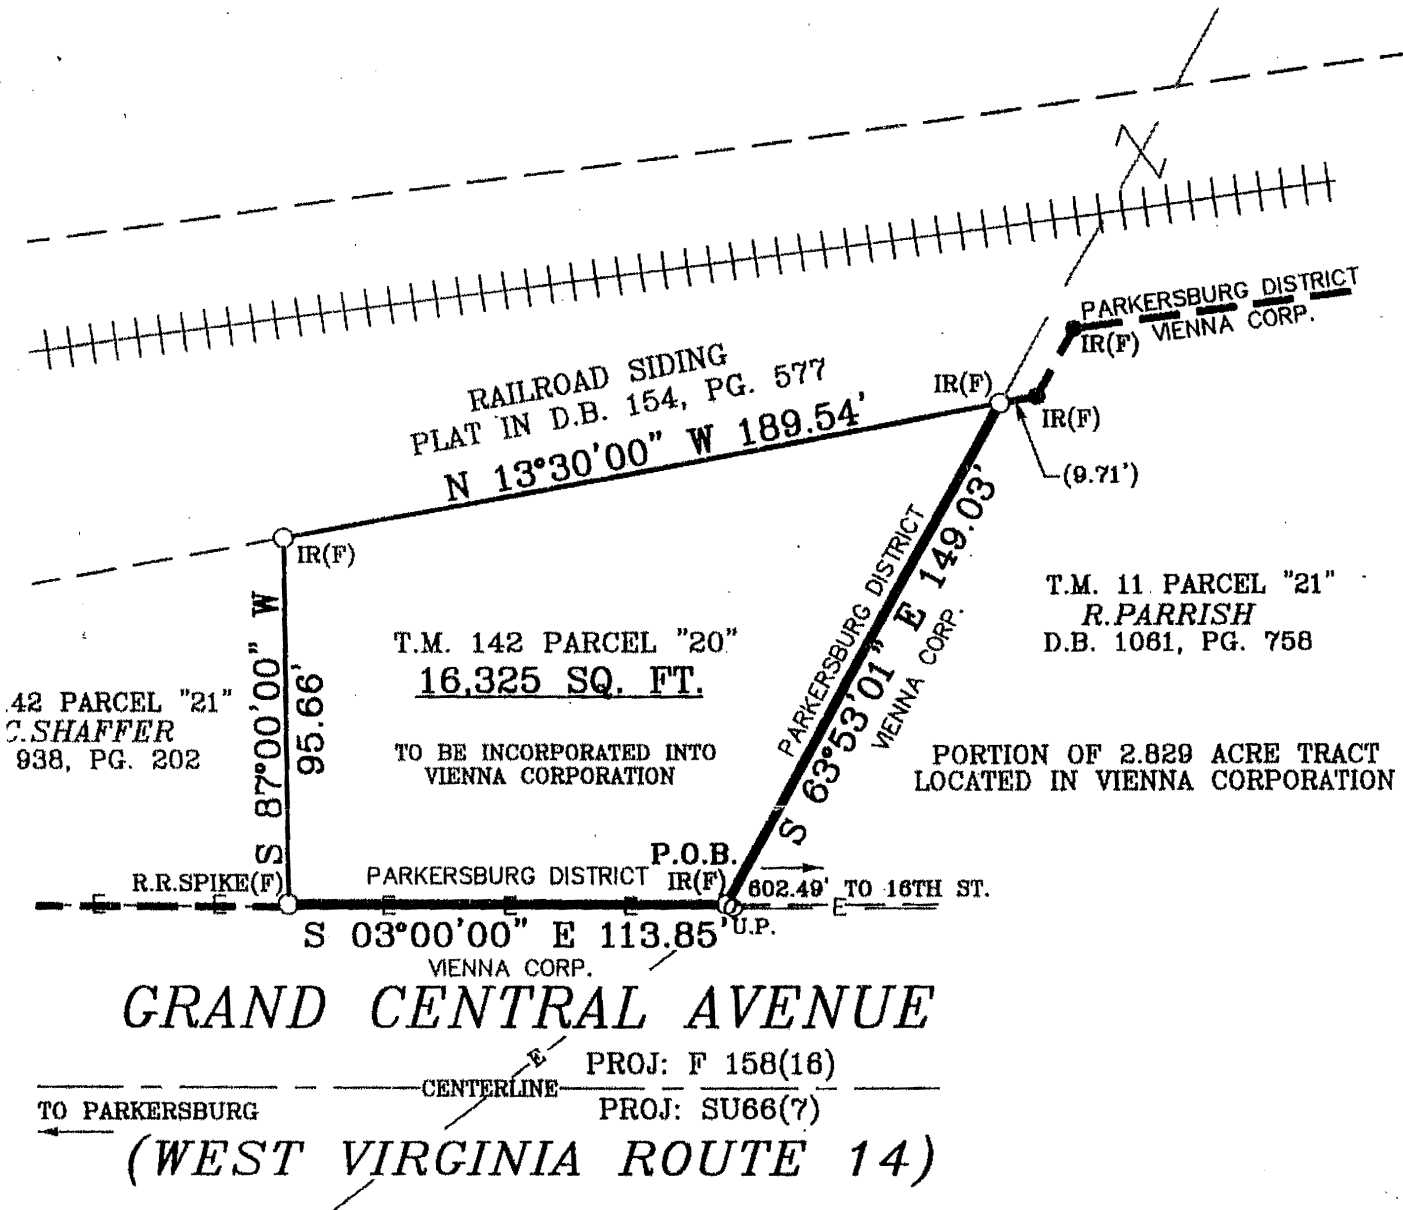 PARKERSBURG DISTRICT
VIENNA CORP.
IR(F)
RAILROAD SIDING
PLAT IN D.B. 154, PG. 577
N 13°30'00" W 189.54'
IR(F)
IR(F)
(9.71')
IR(F)
S 87°00'00" W
95.66'
T.M. 142 PARCEL "20"
16,325 SQ. FT.
TO BE INCORPORATED INTO
VIENNA CORPORATION
PARKERSBURG DISTRICT
S 63°53'01" E 149.03'
VIENNA CORP.
T.M. 11 PARCEL "21"
R.PARRISH
D.B. 1061, PG. 758
PORTION OF 2.829 ACRE TRACT
LOCATED IN VIENNA CORPORATION
.42 PARCEL "21"
C.SHAFFER
938, PG. 202
R.R.SPIKE(F)
PARKERSBURG DISTRICT
P.O.B.
IR(F)
602.49' TO 16TH ST.
E E E E E E
S 03°00'00" E 113.85'
U.P.
VIENNA CORP.
GRAND CENTRAL AVENUE
E
PROJ: F 158(16)
CENTERLINE
TO PARKERSBURG
PROJ: SU66(7)
(WEST VIRGINIA ROUTE 14)